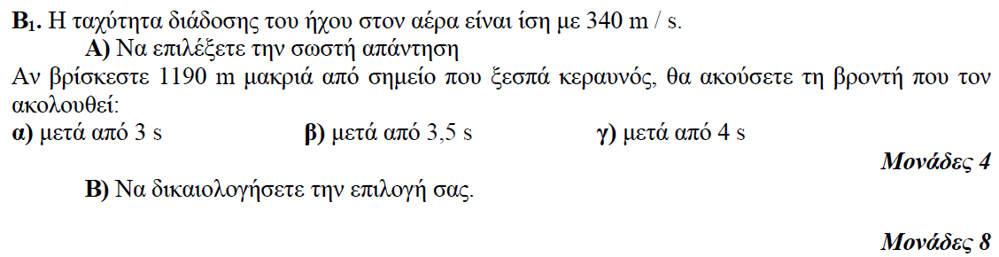 Β₁. Η ταχύτητα διάδοσης του ήχου στον αέρα είναι ίση με 340 m / s.
Α) Να επιλέξετε την σωστή απάντηση
Αν βρίσκεστε 1190 m μακριά από σημείο που ξεσπά κεραυνός, θα ακούσετε τη βροντή που τον
ακολουθεί:
α) μετά από 3 s β) μετά από 3,5 s γ) μετά από 4 s
Μονάδες 4
Β) Να δικαιολογήσετε την επιλογή σας.
Μονάδες 8